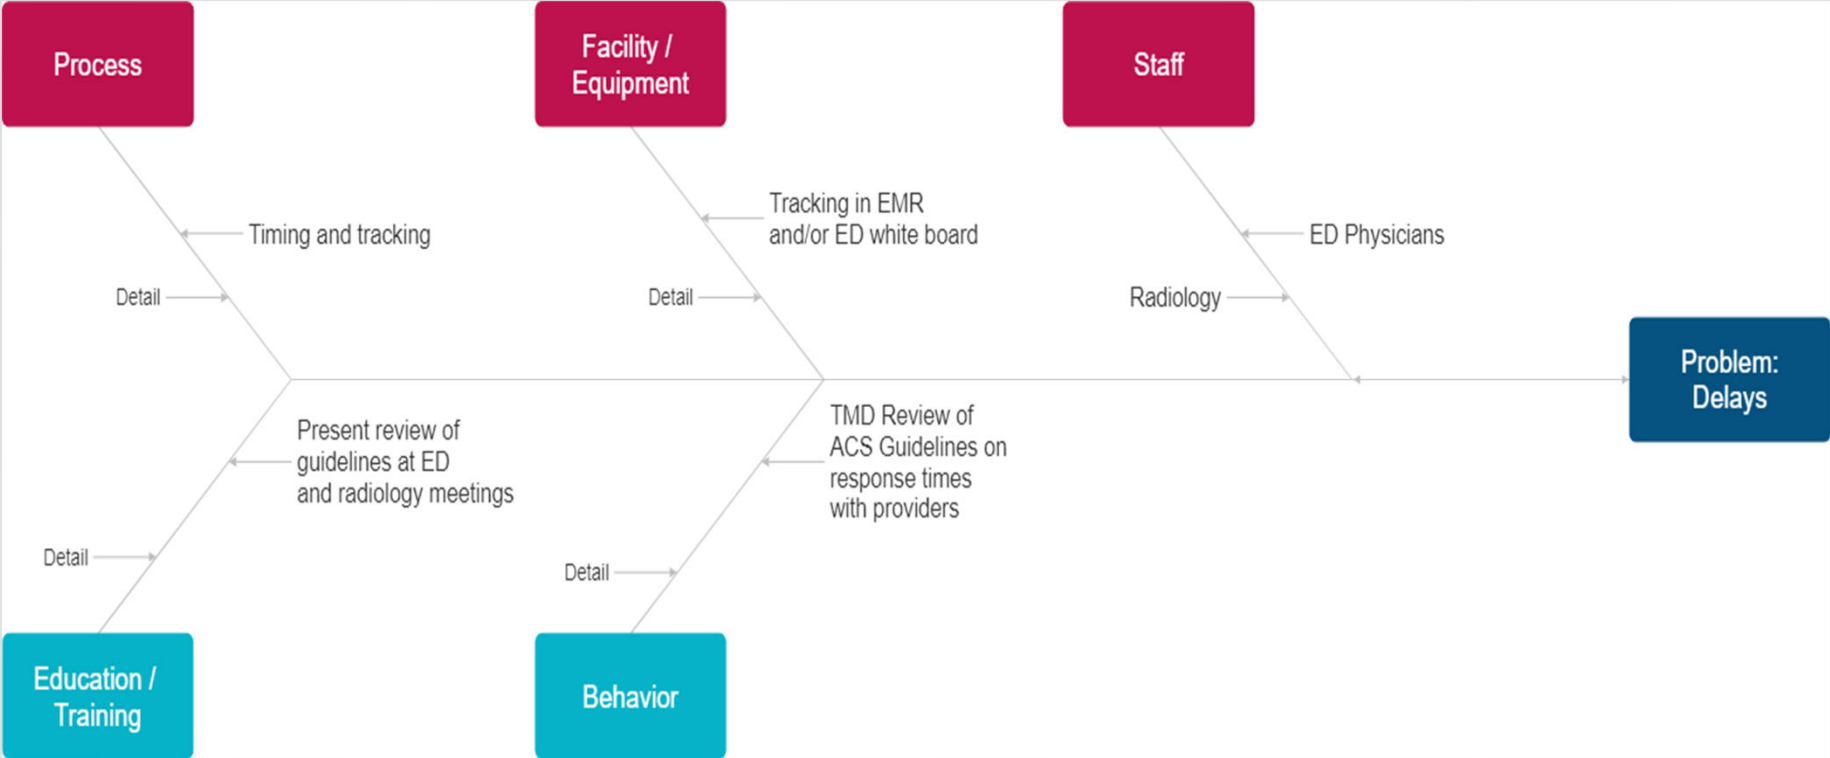 Process
Facility /
Equipment
Staff
Timing and tracking
Detail
Tracking in EMR
and/or ED white board
Detail
ED Physicians
Radiology
Problem:
Delays
Present review of
guidelines at ED
and radiology meetings
Detail
TMD Review of
ACS Guidelines on
response times
with providers
Detail
Education /
Training
Behavior